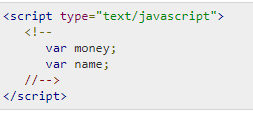 <script type="text/javascript">
<!--
var money;
var name;
//-->
</script>